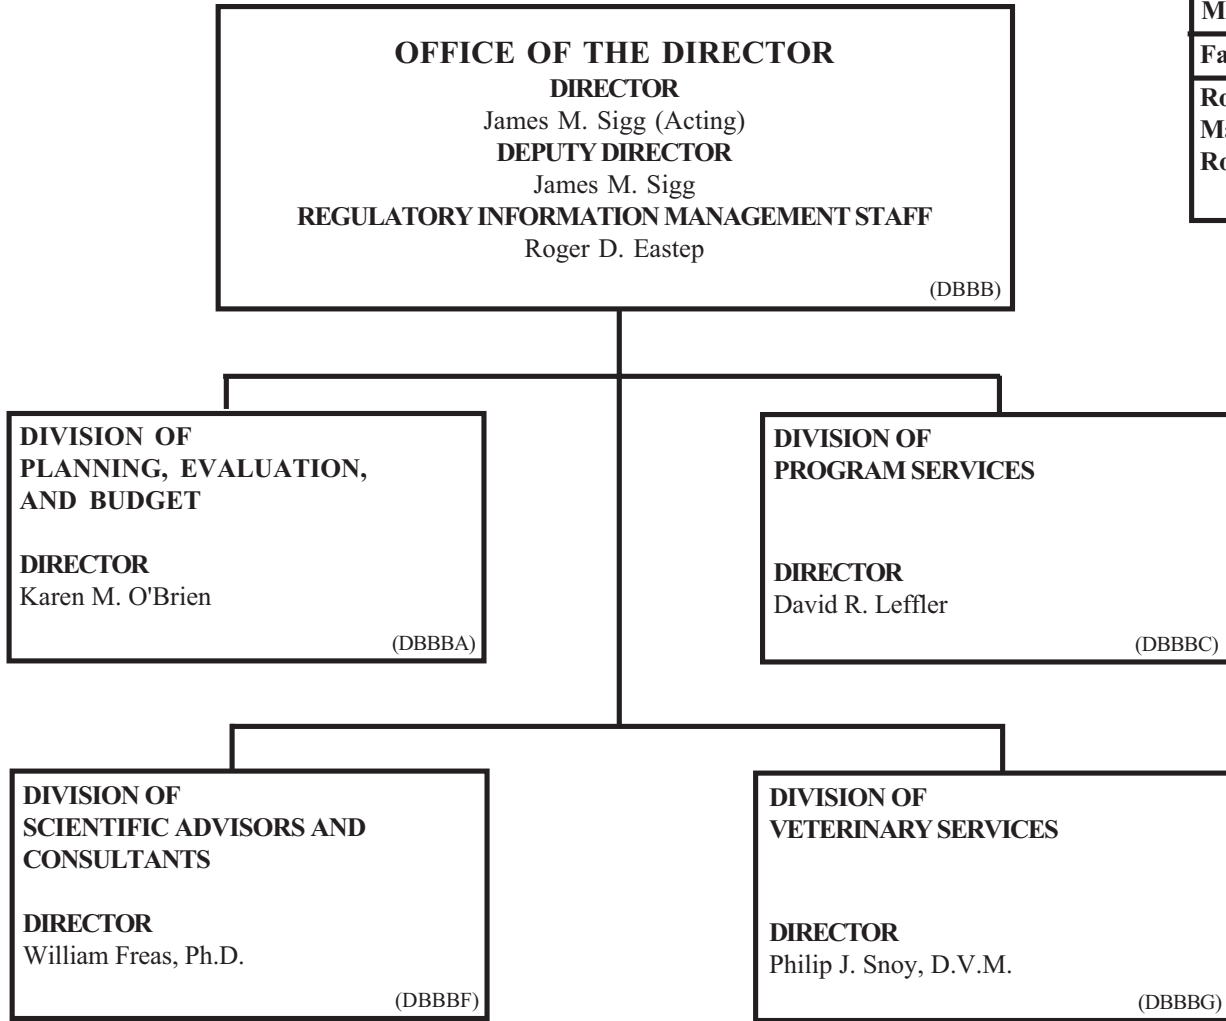 OFFICE OF THE DIRECTOR
DIRECTOR
James M. Sigg (Acting)
DEPUTY DIRECTOR
James M. Sigg
REGULATORY INFORMATION MANAGEMENT STAFF
Roger D. Eastep
(DBBB)
DIVISION OF
PLANNING, EVALUATION,
AND BUDGET
DIRECTOR
Karen M. O'Brien
(DBBBA)
DIVISION OF
PROGRAM SERVICES
DIRECTOR
David R. Leffler
(DBBBC)
DIVISION OF
SCIENTIFIC ADVISORS AND
CONSULTANTS
DIRECTOR
William Freas, Ph.D.
(DBBBF)
DIVISION OF
VETERINARY SERVICES
DIRECTOR
Philip J. Snoy, D.V.M.
(DBBBG)